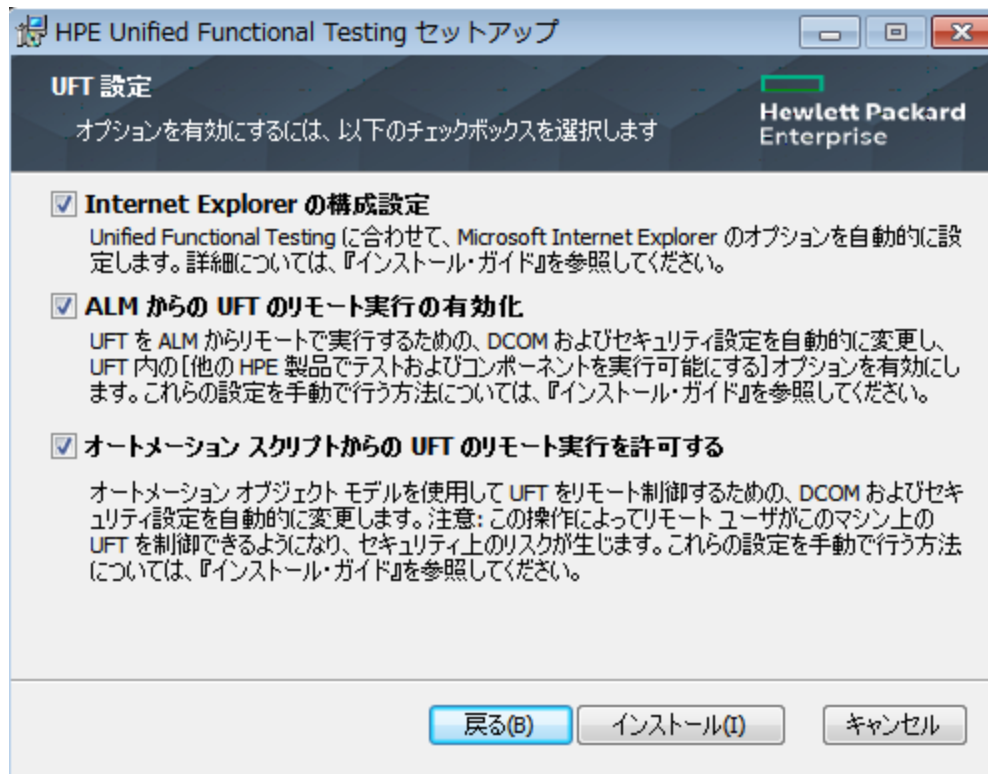 HPE Unified Functional Testing セットアップ
UFT 設定
オプションを有効にするには、以下のチェックボックスを選択します
Hewlett Packard
Enterprise
Internet Explorer の構成設定
Unified Functional Testing に合わせて、Microsoft Internet Explorer のオプションを自動的に設
定します。詳細については、『インストール・ガイド』を参照してください。
ALM からの UFT のリモート実行の有効化
UFT を ALM からリモートで実行するための、DCOM およびセキュリティ設定を自動的に変更し、
UFT 内の[他の HPE 製品でテストおよびコンポーネントを実行可能にする]オプションを有効にし
ます。これらの設定を手動で行う方法については、『インストール・ガイド』を参照してください。
オートメーション スクリプトからの UFT のリモート実行を許可する
オートメーション オブジェクト モデルを使用して UFT をリモート制御するための、DCOM およびセキ
ュリティ設定を自動的に変更します。注意: この操作によってリモート ユーザがこのマシン上の
UFT を制御できるようになり、セキュリティ上のリスクが生じます。これらの設定を手動で行う方法
については、『インストール・ガイド』を参照してください。
戻る(B) インストール(I) キャンセル